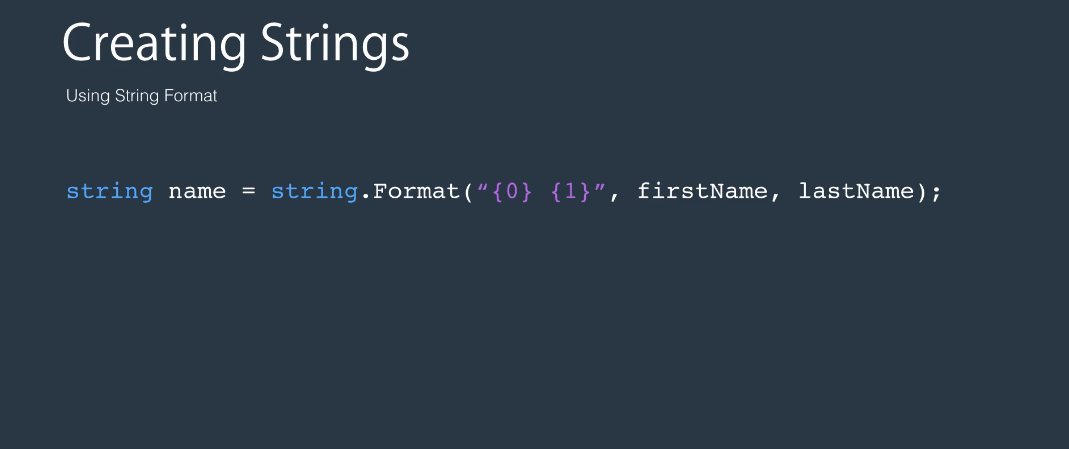 Creating Strings
Using String Format
string name = string.Format(“{0} {1}”, firstName, lastName);